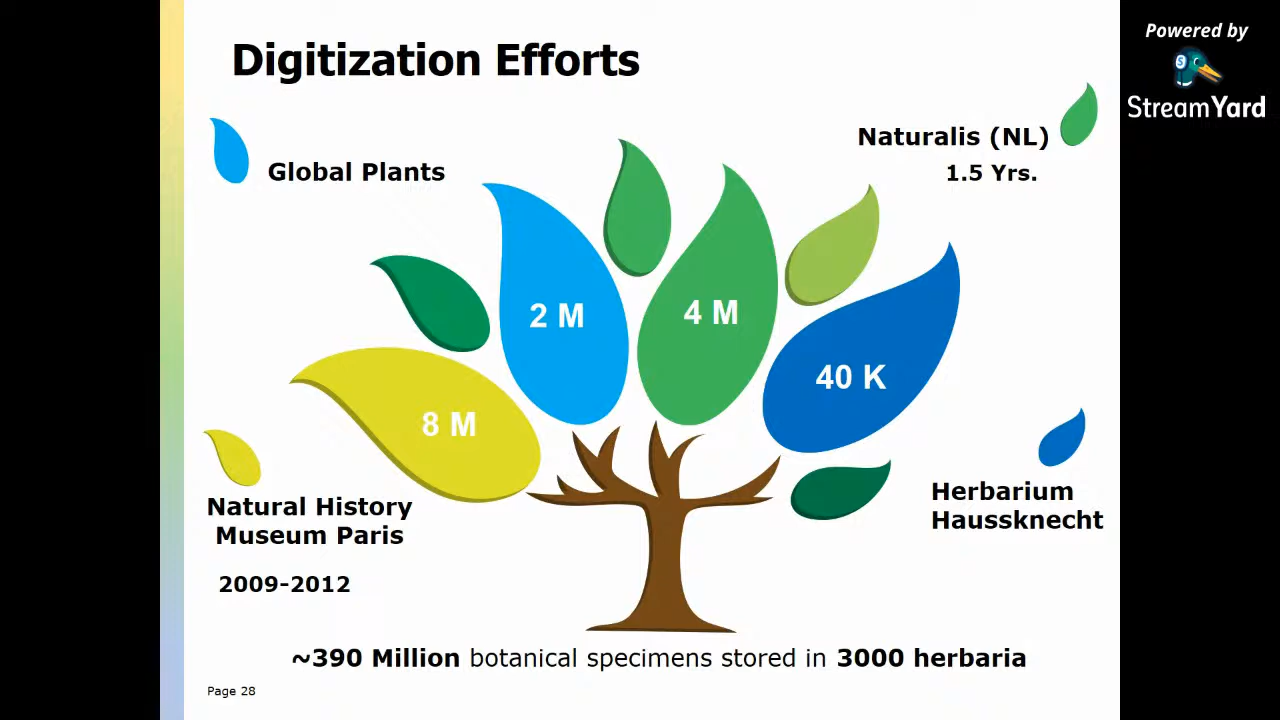 Digitization Efforts
Powered by
S
StreamYard
Global Plants
Naturalis (NL)
1.5 Yrs.
2 M
4 M
40 K
8 M
Natural History
Museum Paris
2009-2012
Herbarium
Haussknecht
~390 Million botanical specimens stored in 3000 herbaria
Page 28